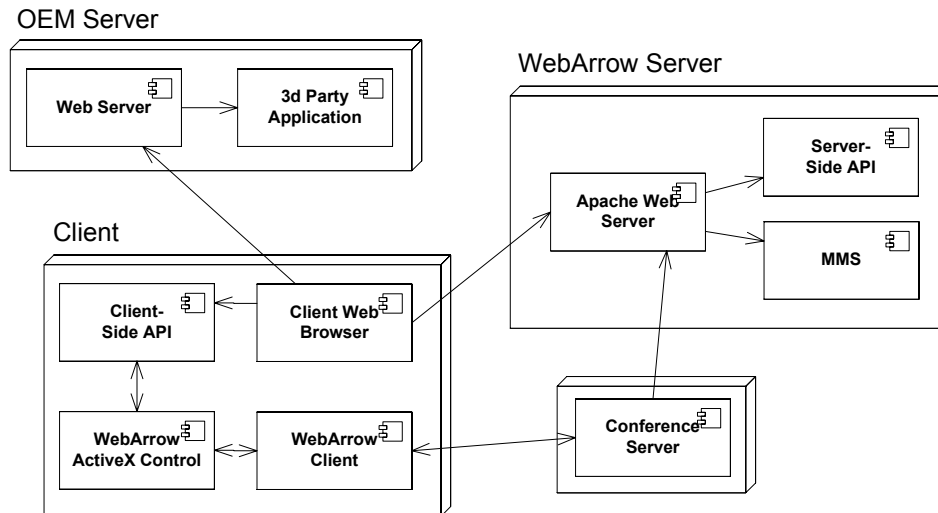 OEM Server
Web Server
3d Party
Application
WebArrow Server
Server-
Side API
Apache Web
Server
MMS
Client
Client-
Side API
Client Web
Browser
WebArrow
ActiveX Control
WebArrow
Client
Conference
Server